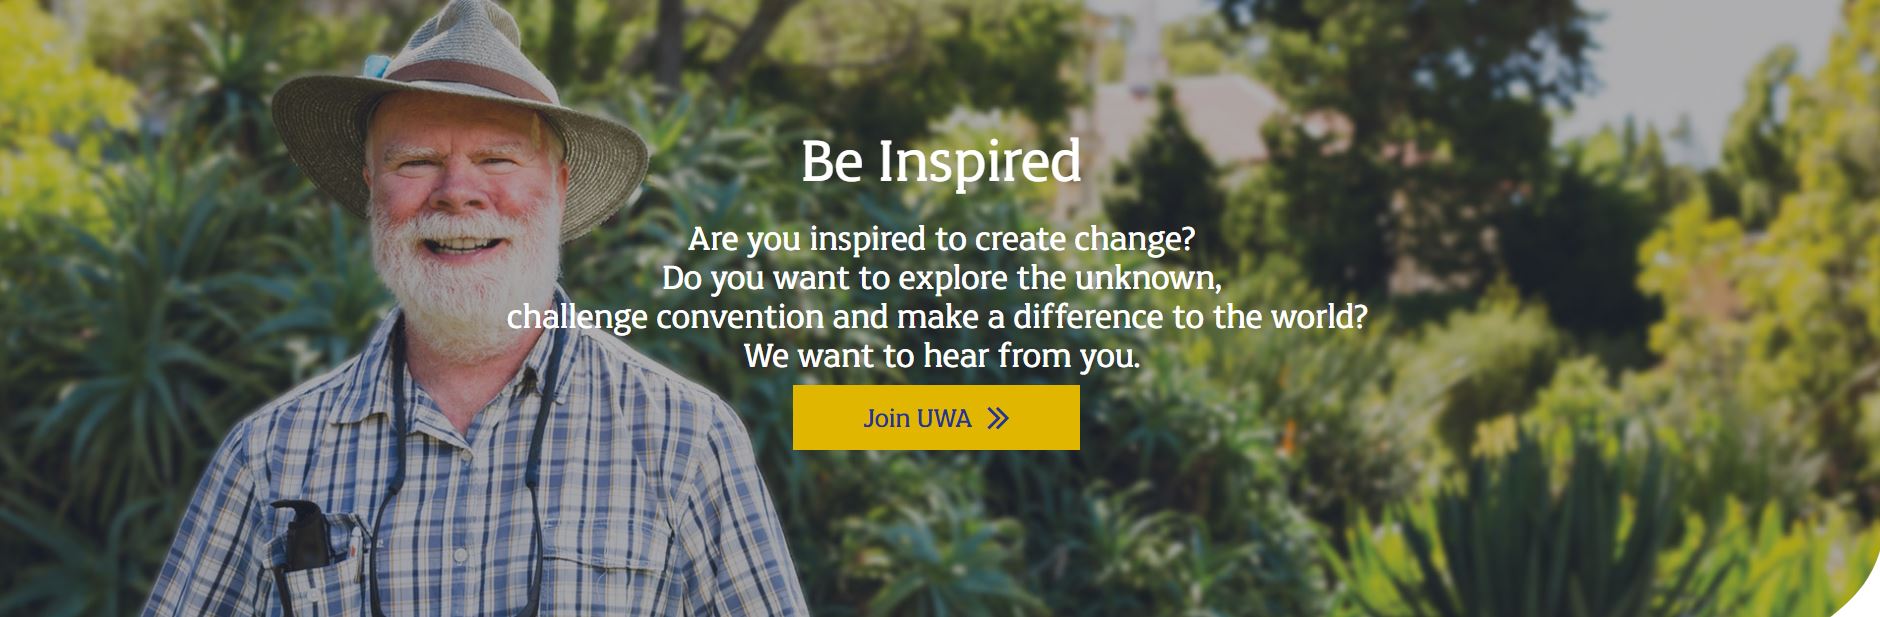 Be Inspired
Are you inspired to create change?
Do you want to explore the unknown,
challenge convention and make a difference to the world?
We want to hear from you.
Join UWA »